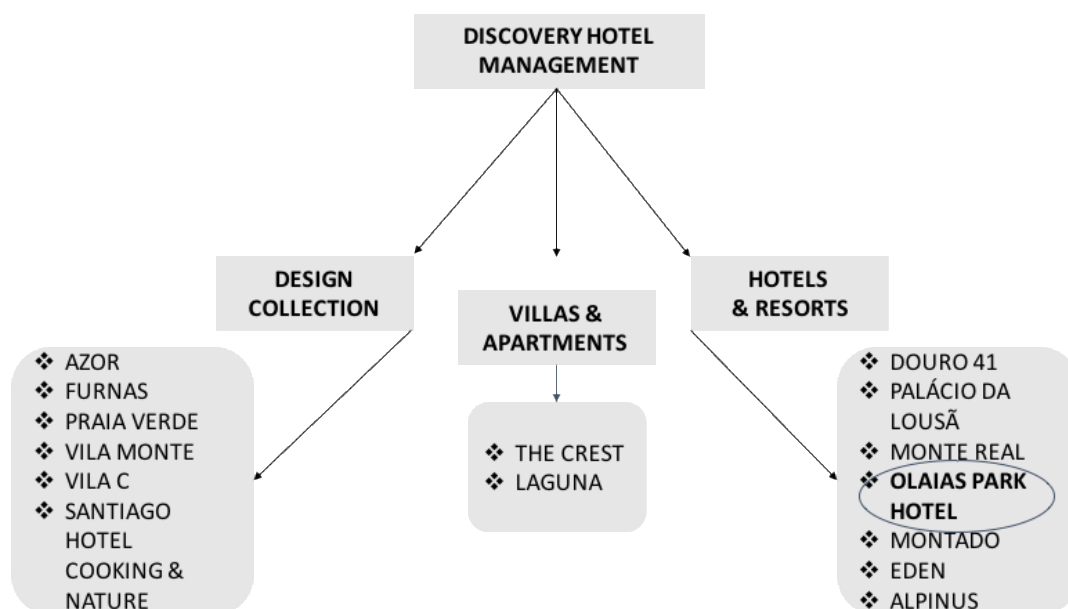 DISCOVERY HOTEL
MANAGEMENT
DESIGN
COLLECTION
VILLAS &
APARTMENTS
HOTELS
& RESORTS
❖ AZOR
❖ FURNAS
❖ PRAIA VERDE
❖ VILA MONTE
❖ VILA C
❖ SANTIAGO
HOTEL
COOKING &
NATURE
❖ THE CREST
❖ LAGUNA
❖ DOURO 41
❖ PALÁCIO DA
LOUSÃ
❖ MONTE REAL
❖ OLAIAS PARK
HOTEL
❖ MONTADO
❖ EDEN
❖ ALPINUS